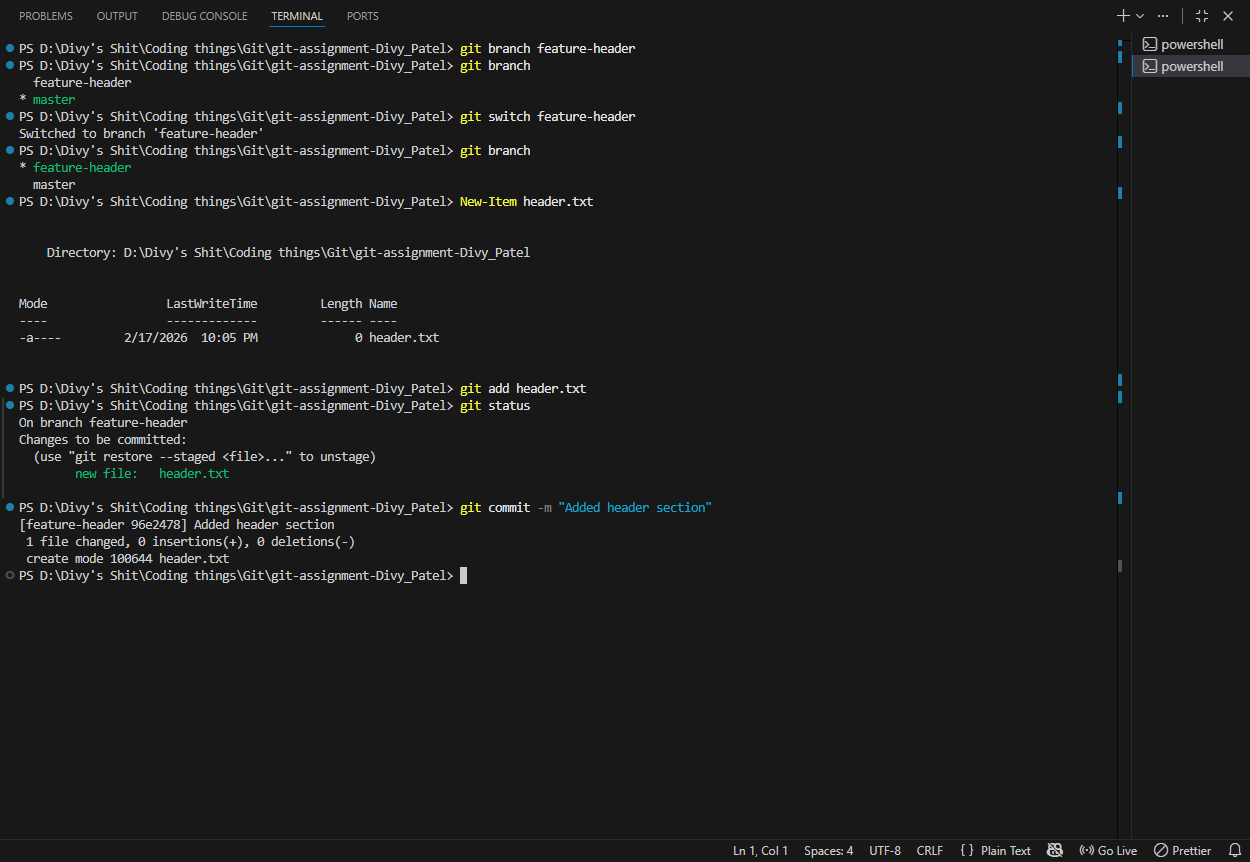 PROBLEMS OUTPUT DEBUG CONSOLE TERMINAL PORTS
powershell
powershell
PS D:\Divy's Shit\Coding things\Git\git-assignment-Divy_Patel> git branch feature-header
PS D:\Divy's Shit\Coding things\Git\git-assignment-Divy_Patel> git branch
  feature-header
* master
PS D:\Divy's Shit\Coding things\Git\git-assignment-Divy_Patel> git switch feature-header
Switched to branch 'feature-header'
PS D:\Divy's Shit\Coding things\Git\git-assignment-Divy_Patel> git branch
* feature-header
  master
PS D:\Divy's Shit\Coding things\Git\git-assignment-Divy_Patel> New-Item header.txt
    Directory: D:\Divy's Shit\Coding things\Git\git-assignment-Divy_Patel
Mode                 LastWriteTime         Length Name
----                 -------------         ------ ----
-a----         2/17/2026  10:05 PM              0 header.txt
PS D:\Divy's Shit\Coding things\Git\git-assignment-Divy_Patel> git add header.txt
PS D:\Divy's Shit\Coding things\Git\git-assignment-Divy_Patel> git status
On branch feature-header
Changes to be committed:
  (use "git restore --staged <file>..." to unstage)
        new file:   header.txt
PS D:\Divy's Shit\Coding things\Git\git-assignment-Divy_Patel> git commit -m "Added header section"
[feature-header 96e2478] Added header section
 1 file changed, 0 insertions(+), 0 deletions(-)
 create mode 100644 header.txt
PS D:\Divy's Shit\Coding things\Git\git-assignment-Divy_Patel>
Ln 1, Col 1 Spaces: 4 UTF-8 CRLF { } Plain Text Go Live Prettier